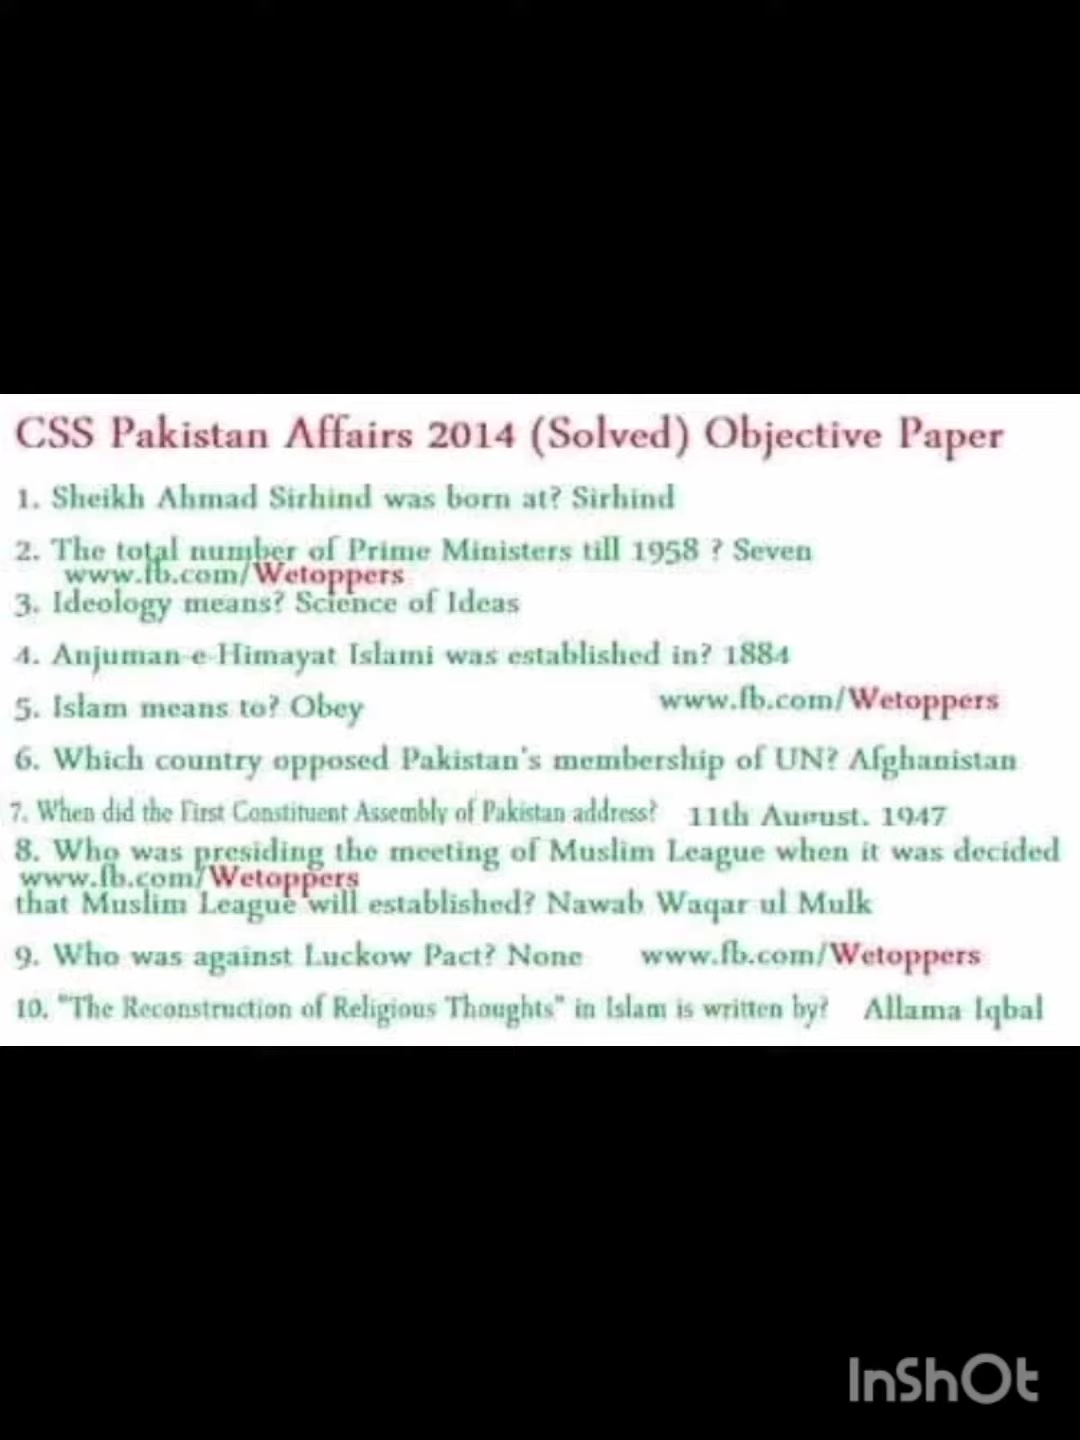 CSS Pakistan Affairs 2014 (Solved) Objective Paper
1. Sheikh Ahmad Sirhind was born at? Sirhind
2. The total number of Prime Ministers till 1958 ? Seven
www.fb.com/Wetoppers
3. Ideology means? Science of Ideas
4. Anjuman-e-Himayat Islami was established in? 1884
5. Islam means to? Obey www.fb.com/Wetoppers
6. Which country opposed Pakistan's membership of UN? Afghanistan
7. When did the First Constituent Assembly of Pakistan address? 11th August. 1947
8. Who was presiding the meeting of Muslim League when it was decided
www.fb.com/Wetoppers
that Muslim League will established? Nawab Waqar ul Mulk
9. Who was against Luckow Pact? None www.fb.com/Wetoppers
10. "The Reconstruction of Religious Thoughts" in Islam is written by? Allama Iqbal
InShOt